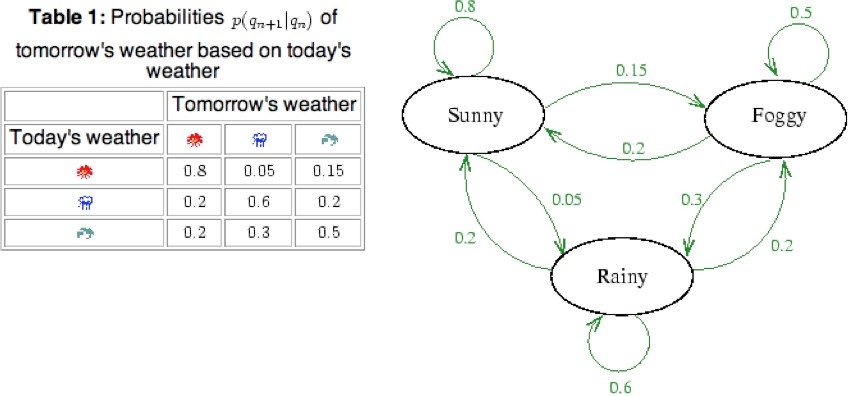 Table 1: Probabilities p(qn+1|qn) of
tomorrow's weather based on today's
weather
Tomorrow's weather
Today's weather
0.8 0.05 0.15
0.2 0.6 0.2
0.2 0.3 0.5
0.8
0.5
0.15
Sunny
Foggy
0.2
0.05
0.3
0.2
0.2
Rainy
0.6